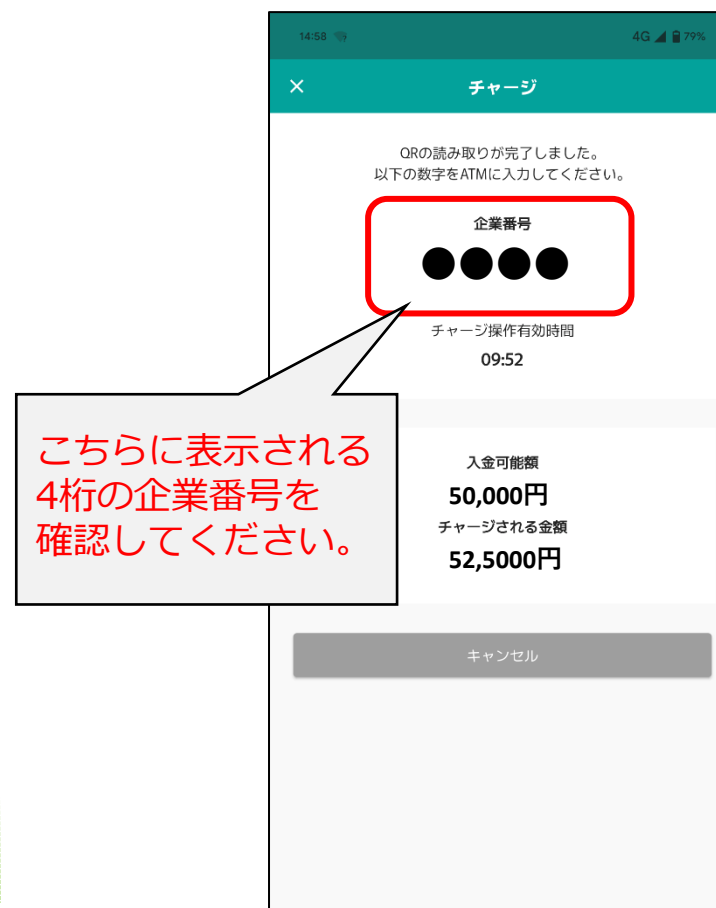 14:58 4G 79%
× チャージ
QRの読み取りが完了しました。
以下の数字をATMに入力してください。
企業番号
●●●●
チャージ操作有効時間
09:52
こちらに表示される
4桁の企業番号を
確認してください。
入金可能額
50,000円
チャージされる金額
52,5000円
キャンセル